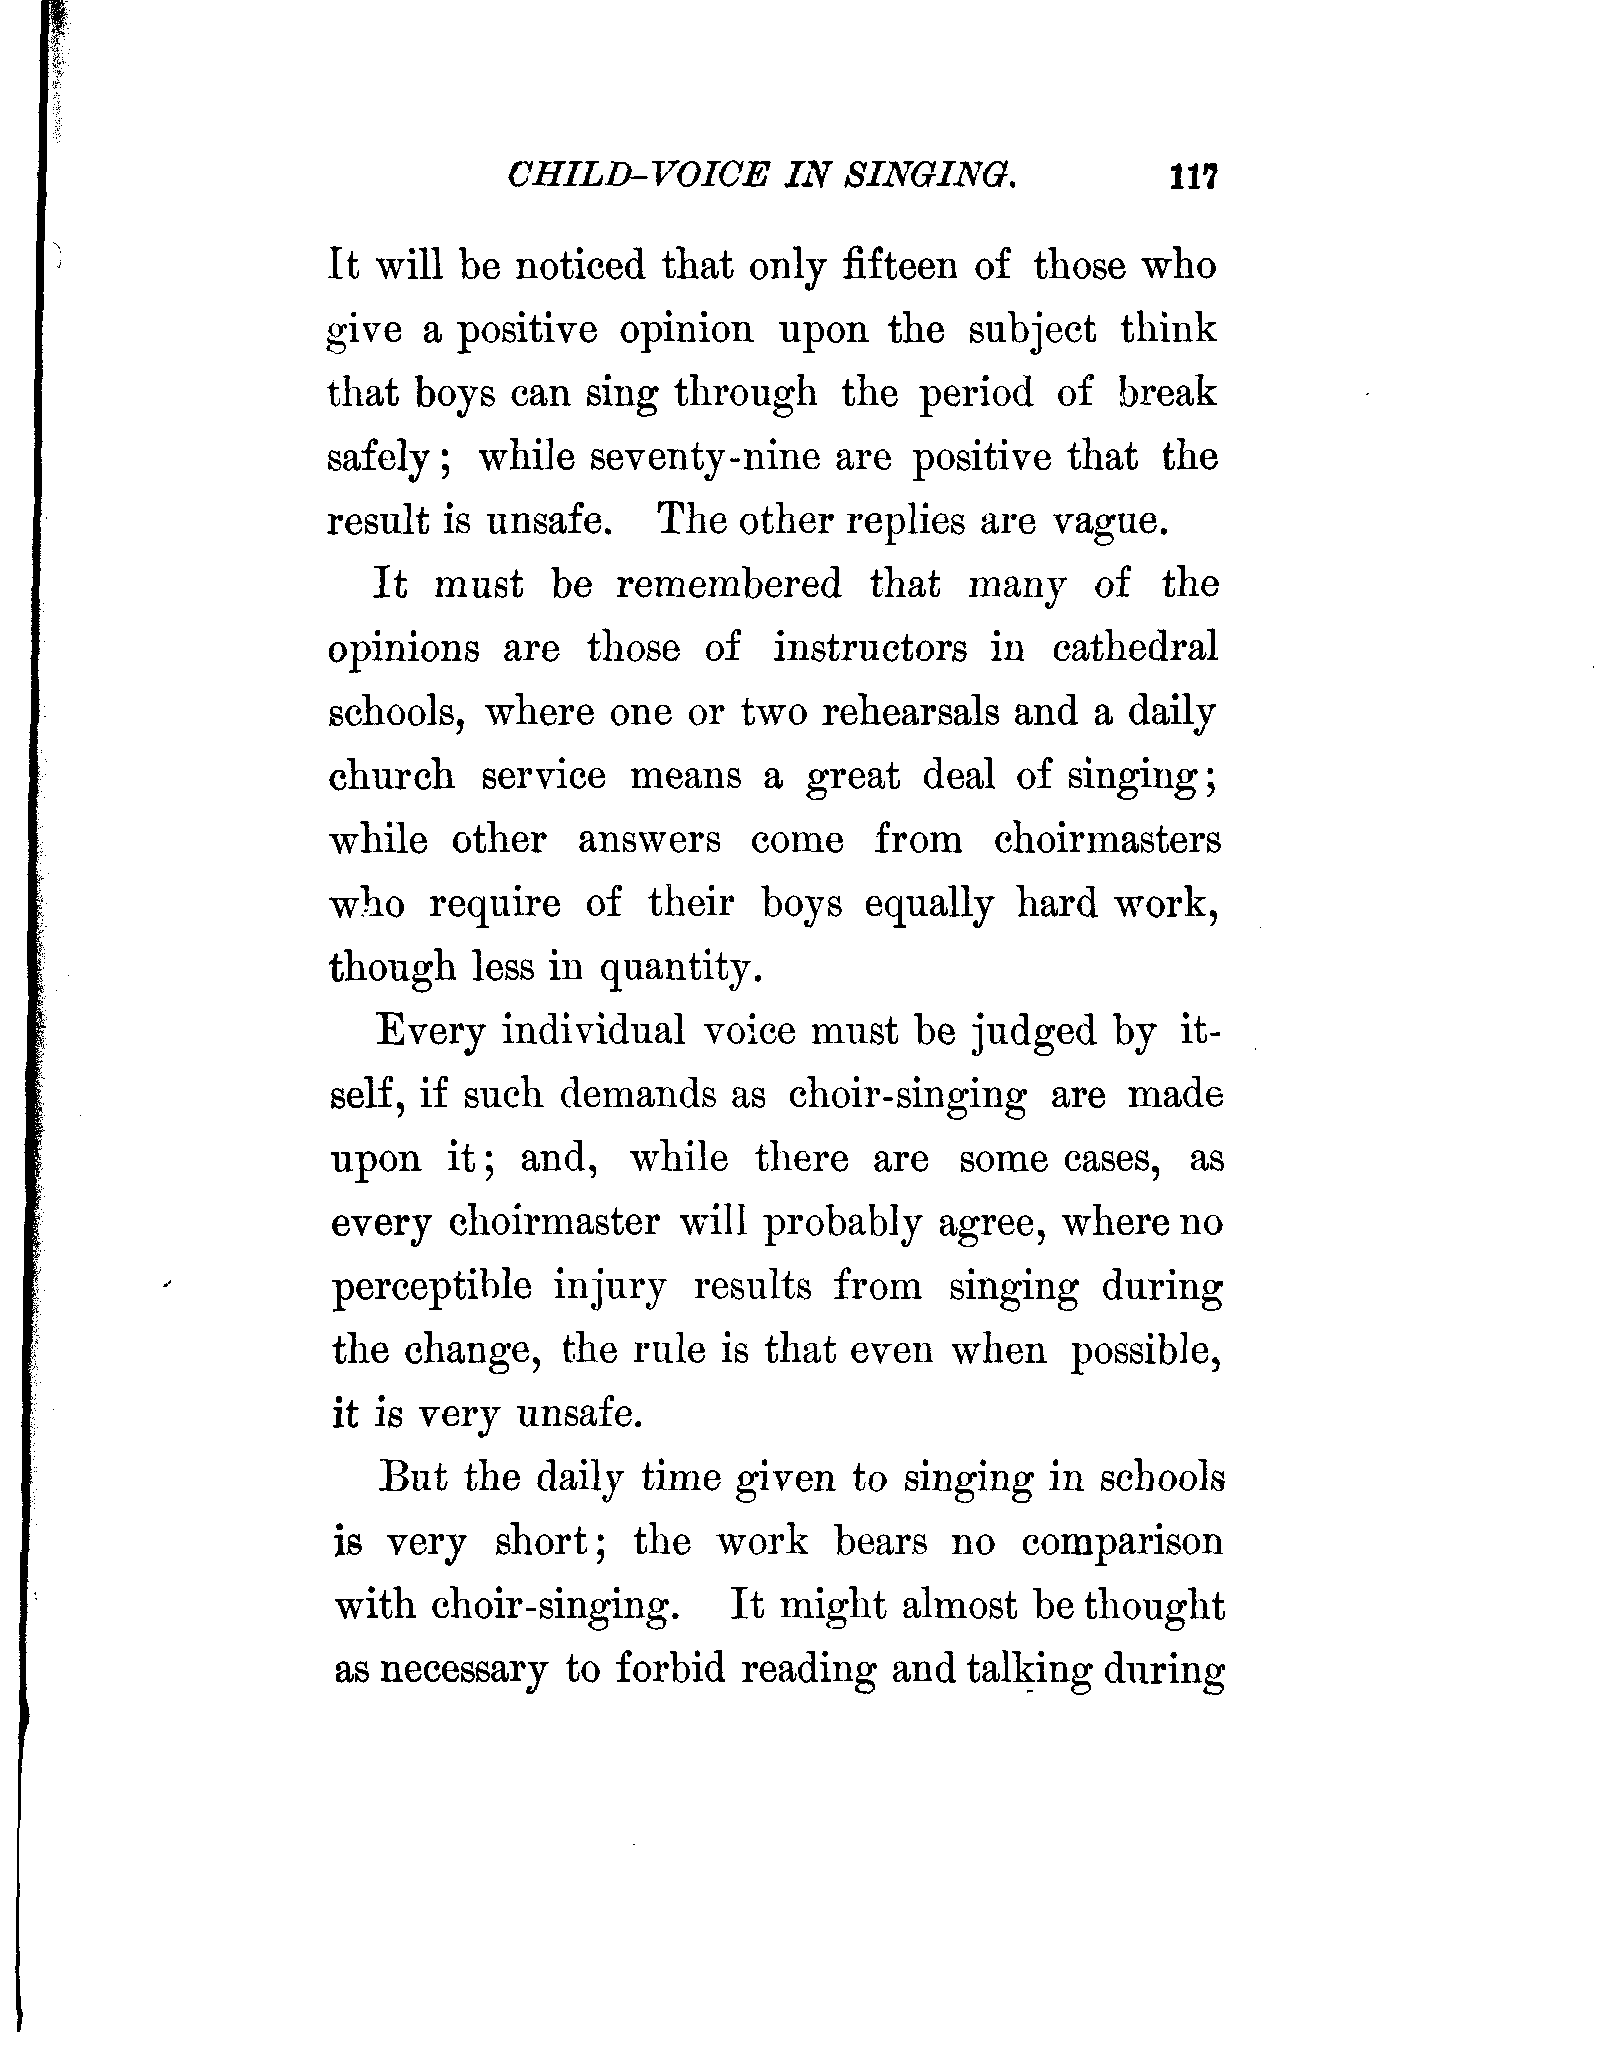 CHILD-VOICE IN SINGING. 117
It will be noticed that only fifteen of those who
give a positive opinion upon the subject think
that boys can sing through the period of break
safely; while seventy-nine are positive that the
result is unsafe. The other replies are vague.
It must be remembered that many of the
opinions are those of instructors in cathedral
schools, where one or two rehearsals and a daily
church service means a great deal of singing;
while other answers come from choirmasters
who require of their boys equally hard work,
though less in quantity.
Every individual voice must be judged by it-
self, if such demands as choir-singing are made
upon it; and, while there are some cases, as
every choirmaster will probably agree, where no
perceptible injury results from singing during
the change, the rule is that even when possible,
it is very unsafe.
But the daily time given to singing in schools
is very short; the work bears no comparison
with choir-singing. It might almost be thought
as necessary to forbid reading and talking during